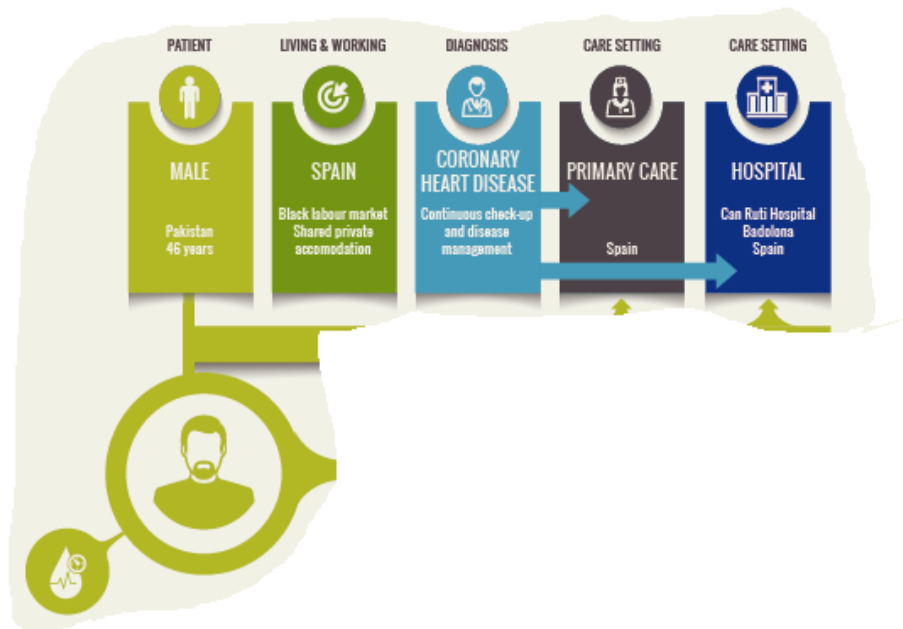 PATIENT
LIVING & WORKING
DIAGNOSIS
CARE SETTING
CARE SETTING
MALE
Pakistan
46 years
SPAIN
Black labour market
Shared private
accomodation
CORONARY
HEART DISEASE
Continuous check-up
and disease
management
PRIMARY CARE
Spain
HOSPITAL
Can Ruti Hospital
Badolona
Spain